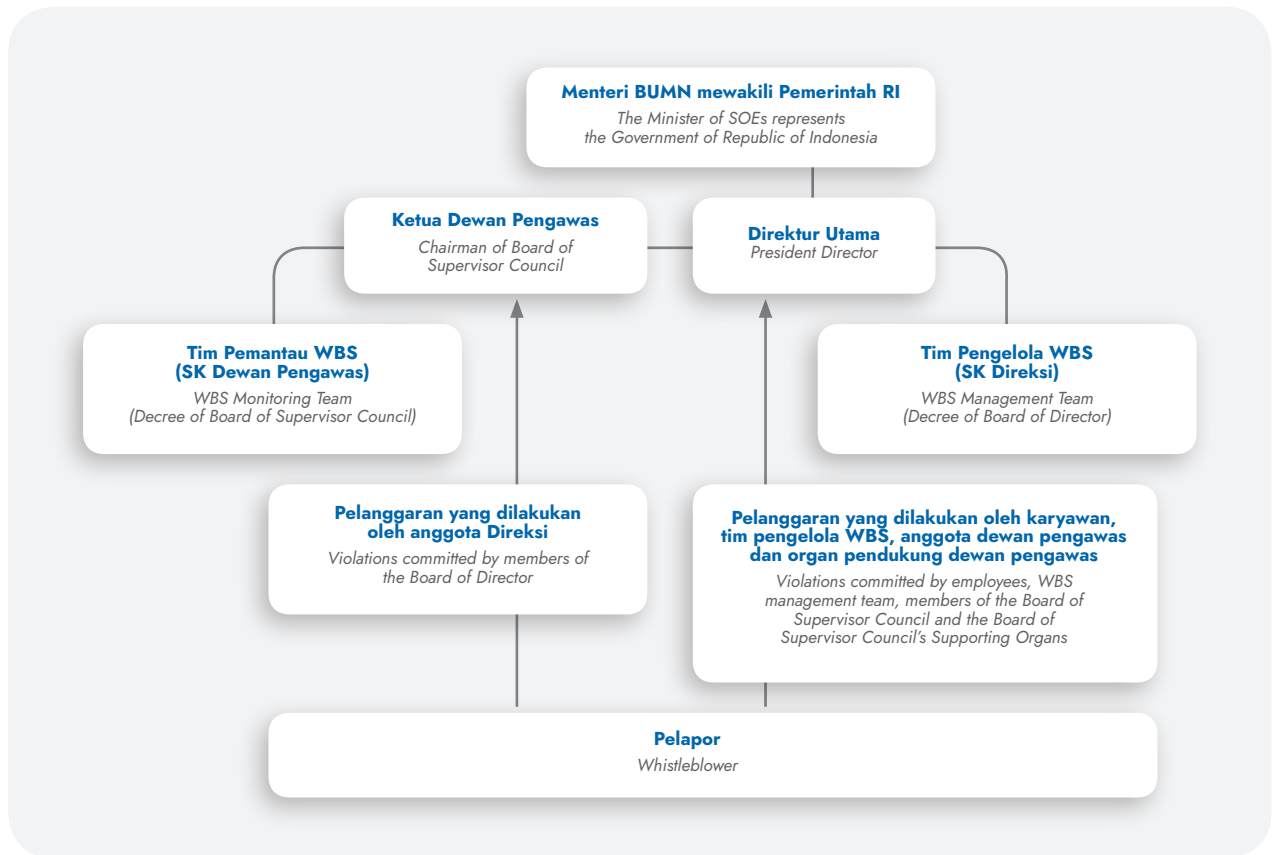 Menteri BUMN mewakili Pemerintah RI
The Minister of SOEs represents
the Government of Republic of Indonesia
Ketua Dewan Pengawas
Chairman of Board of
Supervisor Council
Direktur Utama
President Director
Tim Pemantau WBS
(SK Dewan Pengawas)
WBS Monitoring Team
(Decree of Board of Supervisor Council)
Tim Pengelola WBS
(SK Direksi)
WBS Management Team
(Decree of Board of Director)
Pelanggaran yang dilakukan
oleh anggota Direksi
Violations committed by members of
the Board of Director
Pelanggaran yang dilakukan oleh karyawan,
tim pengelola WBS, anggota dewan pengawas
dan organ pendukung dewan pengawas
Violations committed by employees, WBS
management team, members of the Board of
Supervisor Council and the Board of
Supervisor Council's Supporting Organs
Pelapor
Whistleblower